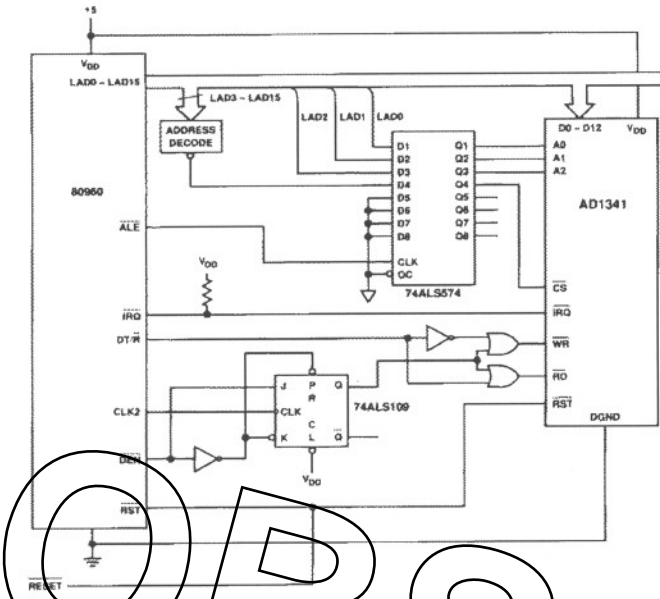 +5
VDD
LAD0 – LAD15
LAD3 – LAD15
LAD2
LAD1
LAD0
ADDRESS
DECODE
80960
ALE
VDD
IRQ
DT/R
CLK2
DEN
RST
RESET
D1
D2
D3
D4
D5
D6
D7
D8
CLK
OC
Q1
Q2
Q3
Q4
Q5
Q6
Q7
Q8
74ALS574
J
P
R
Q
CLK
K
C
L
Q
74ALS109
VDD
D0 – D12
VDD
A0
A1
A2
AD1341
CS
IRQ
WR
RD
RST
DGND